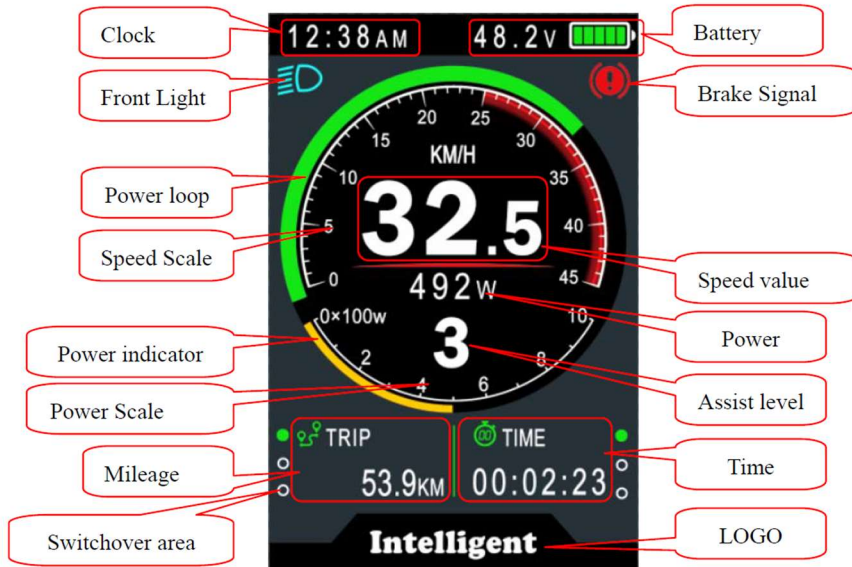 Clock
12:38AM
48.2V
Battery
Front Light
Brake Signal
20
25
15
30
KM/H
10
35
Power loop
32.5
5
40
Speed Scale
0
45
492W
Speed value
0×100w
10
Power
3
Power indicator
2
8
4
6
Power Scale
Assist level
TRIP
TIME
Mileage
Time
53.9KM
00:02:23
Switchover area
Intelligent
LOGO